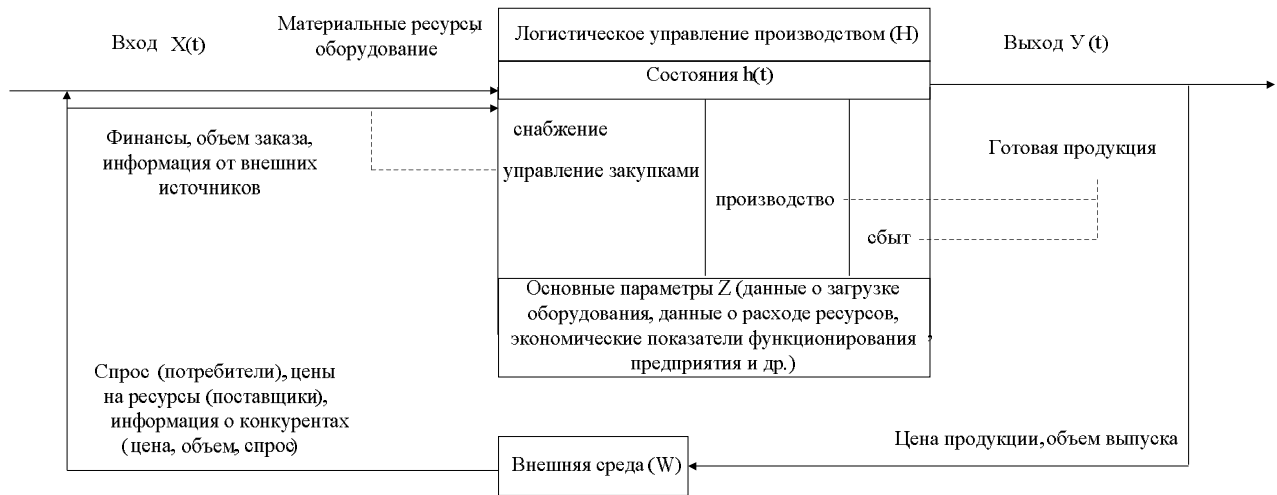 Вход X(t)
Материальные ресурсы,
оборудование
Логистическое управление производством (H)
Состояния h(t)
Выход У (t)
Финансы, объем заказа,
информация от внешних
источников
снабжение
управление закупками
производство
сбыт
Готовая продукция
Основные параметры Z (данные о загрузке
оборудования, данные о расходе ресурсов,
экономические показатели функционирования ,
предприятия и др.)
Спрос (потребители), цены
на ресурсы (поставщики),
информация о конкурентах
(цена, объем, спрос)
Внешняя среда (W)
Цена продукции, объем выпуска